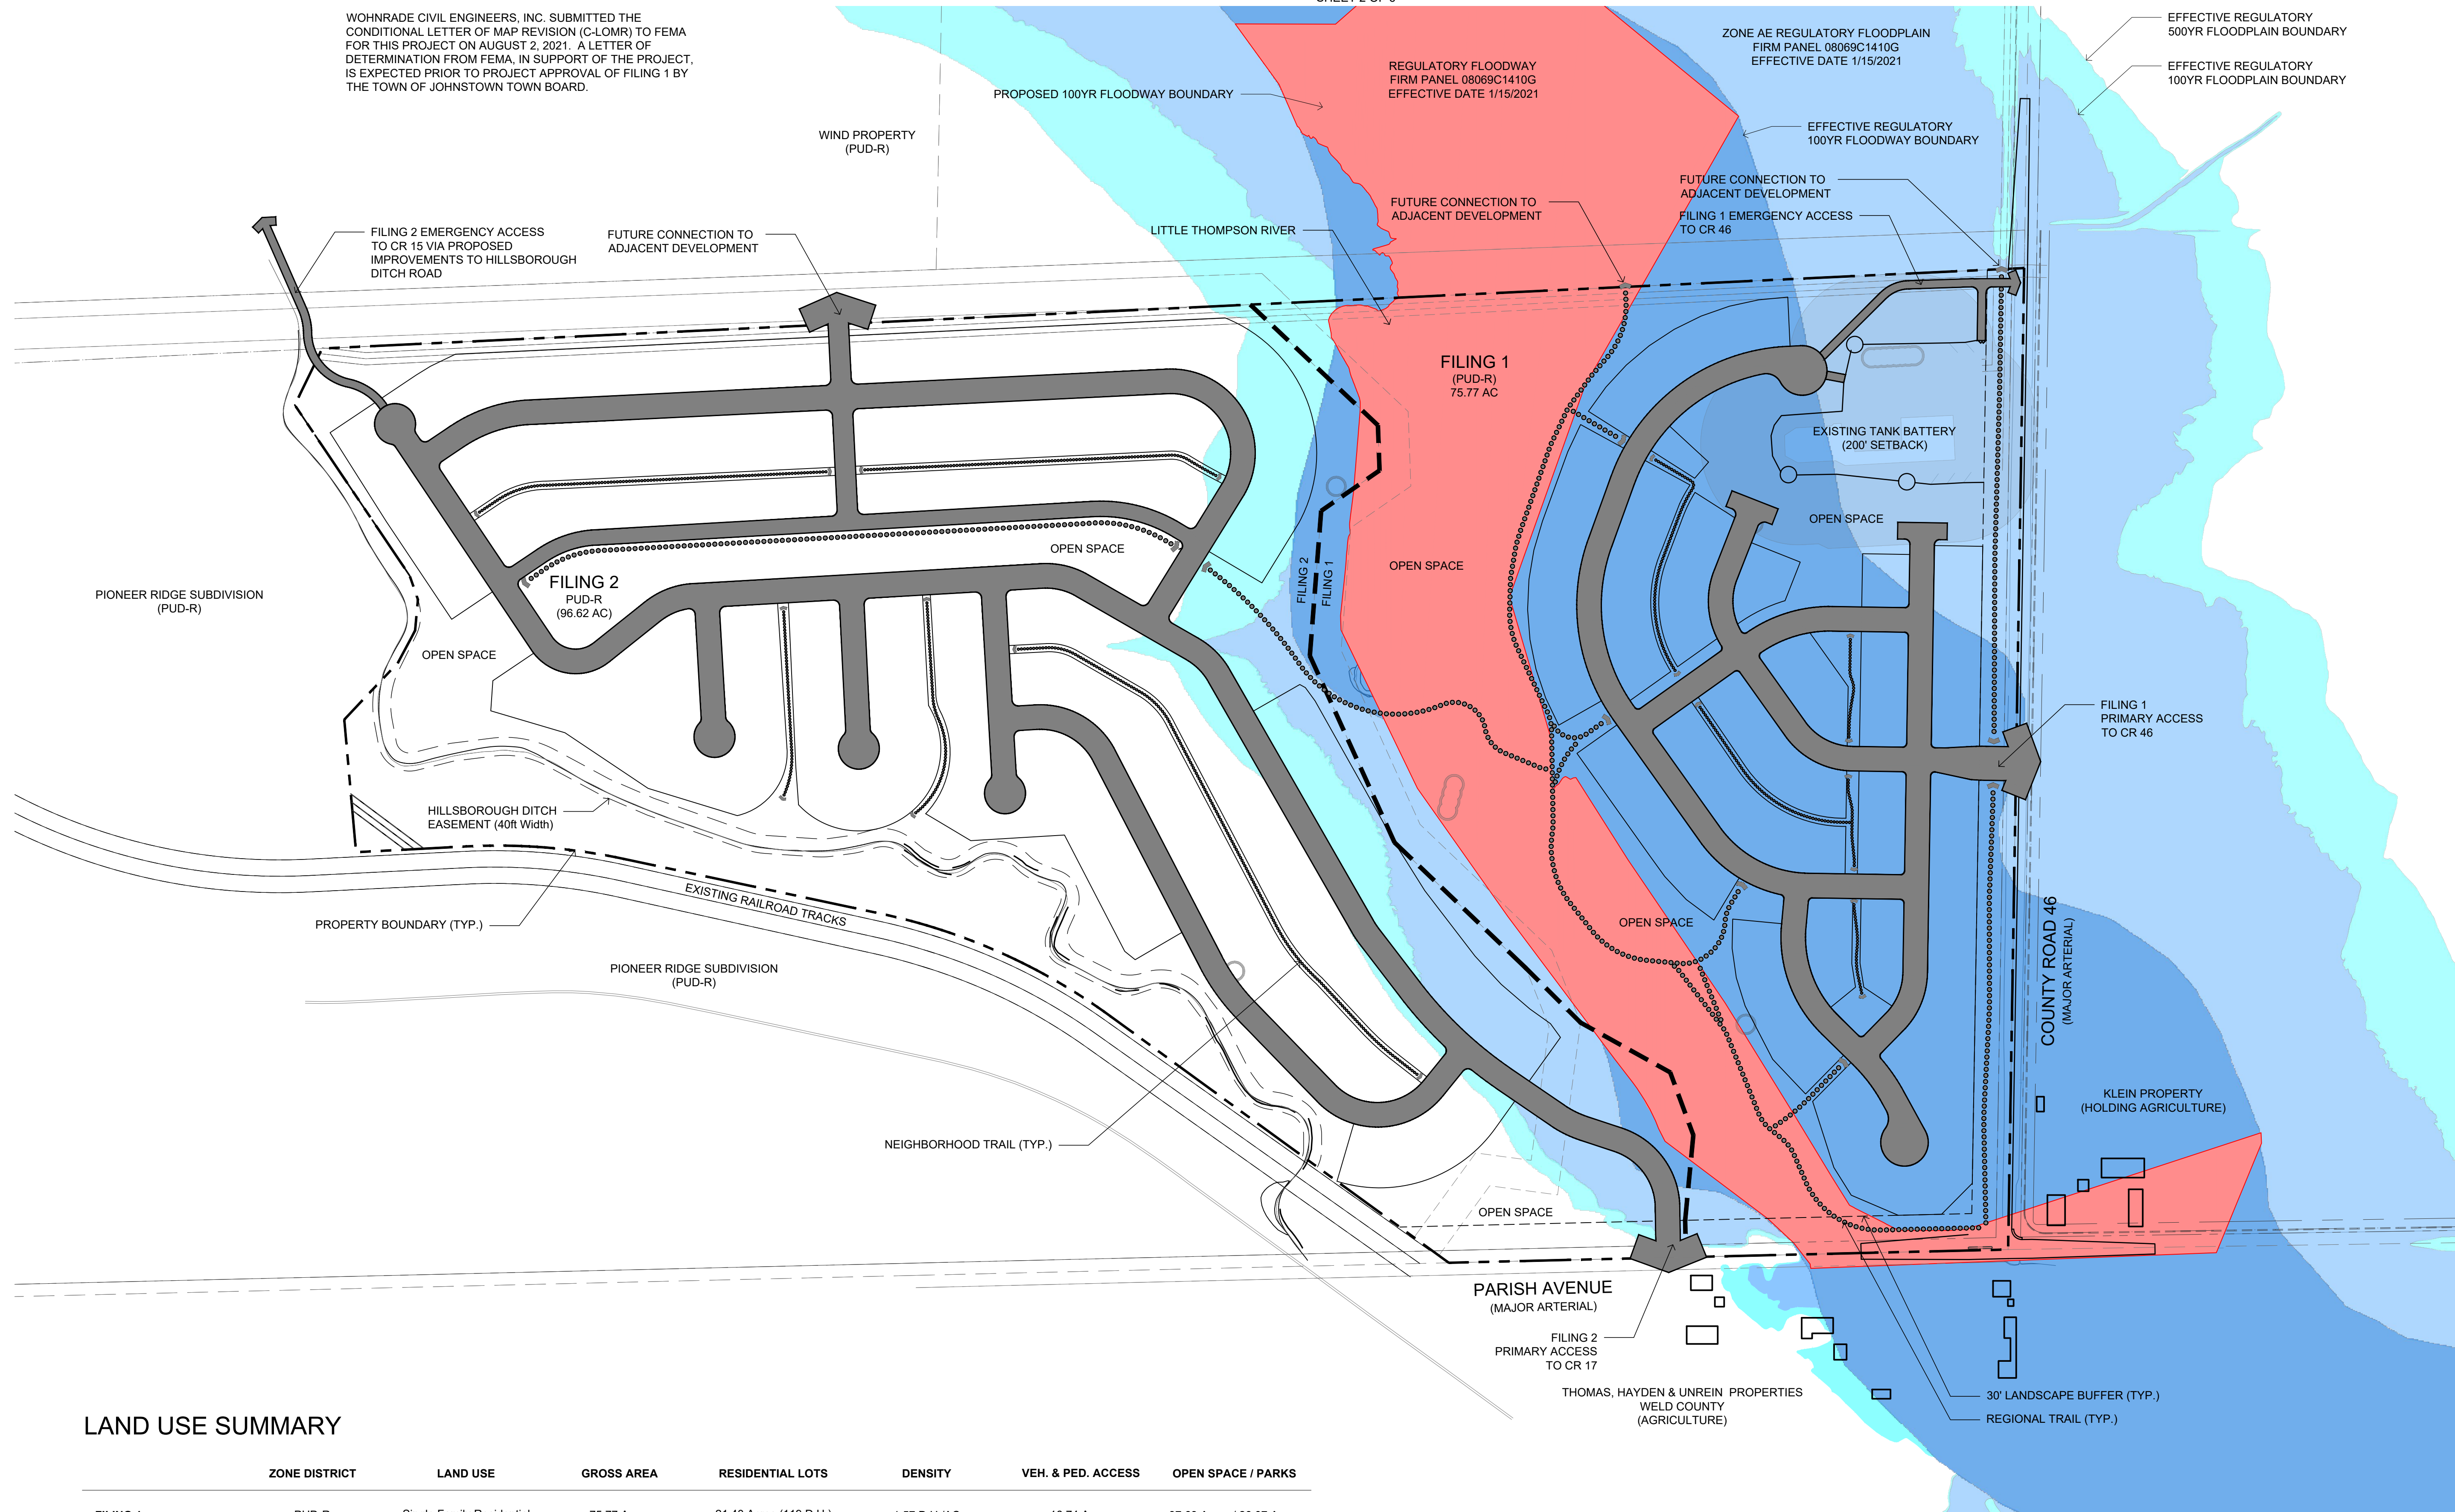 WOHNRADE CIVIL ENGINEERS, INC. SUBMITTED THE
CONDITIONAL LETTER OF MAP REVISION (C-LOMR) TO FEMA
FOR THIS PROJECT ON AUGUST 2, 2021.  A LETTER OF
DETERMINATION FROM FEMA, IN SUPPORT OF THE PROJECT,
IS EXPECTED PRIOR TO PROJECT APPROVAL OF FILING 1 BY
THE TOWN OF JOHNSTOWN TOWN BOARD.
WIND PROPERTY
(PUD-R)
PROPOSED 100YR FLOODWAY BOUNDARY
REGULATORY FLOODWAY
FIRM PANEL 08069C1410G
EFFECTIVE DATE 1/15/2021
ZONE AE REGULATORY FLOODPLAIN
FIRM PANEL 08069C1410G
EFFECTIVE DATE 1/15/2021
EFFECTIVE REGULATORY
500YR FLOODPLAIN BOUNDARY
EFFECTIVE REGULATORY
100YR FLOODPLAIN BOUNDARY
EFFECTIVE REGULATORY
100YR FLOODWAY BOUNDARY
FUTURE CONNECTION TO
ADJACENT DEVELOPMENT
FILING 1 EMERGENCY ACCESS
TO CR 46
FUTURE CONNECTION TO
ADJACENT DEVELOPMENT
LITTLE THOMPSON RIVER
FILING 2 EMERGENCY ACCESS
TO CR 15 VIA PROPOSED
IMPROVEMENTS TO HILLSBOROUGH
DITCH ROAD
FUTURE CONNECTION TO
ADJACENT DEVELOPMENT
FILING 1
(PUD-R)
75.77 AC
EXISTING TANK BATTERY
(200' SETBACK)
OPEN SPACE
OPEN SPACE
OPEN SPACE
FILING 2
FILING 1
FILING 2
PUD-R
(96.62 AC)
PIONEER RIDGE SUBDIVISION
(PUD-R)
OPEN SPACE
FILING 1
PRIMARY ACCESS
TO CR 46
HILLSBOROUGH DITCH
EASEMENT (40ft Width)
EXISTING RAILROAD TRACKS
PROPERTY BOUNDARY (TYP.)
OPEN SPACE
COUNTY ROAD 46
(MAJOR ARTERIAL)
PIONEER RIDGE SUBDIVISION
(PUD-R)
KLEIN PROPERTY
(HOLDING AGRICULTURE)
NEIGHBORHOOD TRAIL (TYP.)
OPEN SPACE
PARISH AVENUE
(MAJOR ARTERIAL)
FILING 2
PRIMARY ACCESS
TO CR 17
THOMAS, HAYDEN & UNREIN  PROPERTIES
WELD COUNTY
(AGRICULTURE)
30' LANDSCAPE BUFFER (TYP.)
REGIONAL TRAIL (TYP.)
LAND USE SUMMARY
ZONE DISTRICT LAND USE GROSS AREA RESIDENTIAL LOTS DENSITY VEH. & PED. ACCESS OPEN SPACE / PARKS